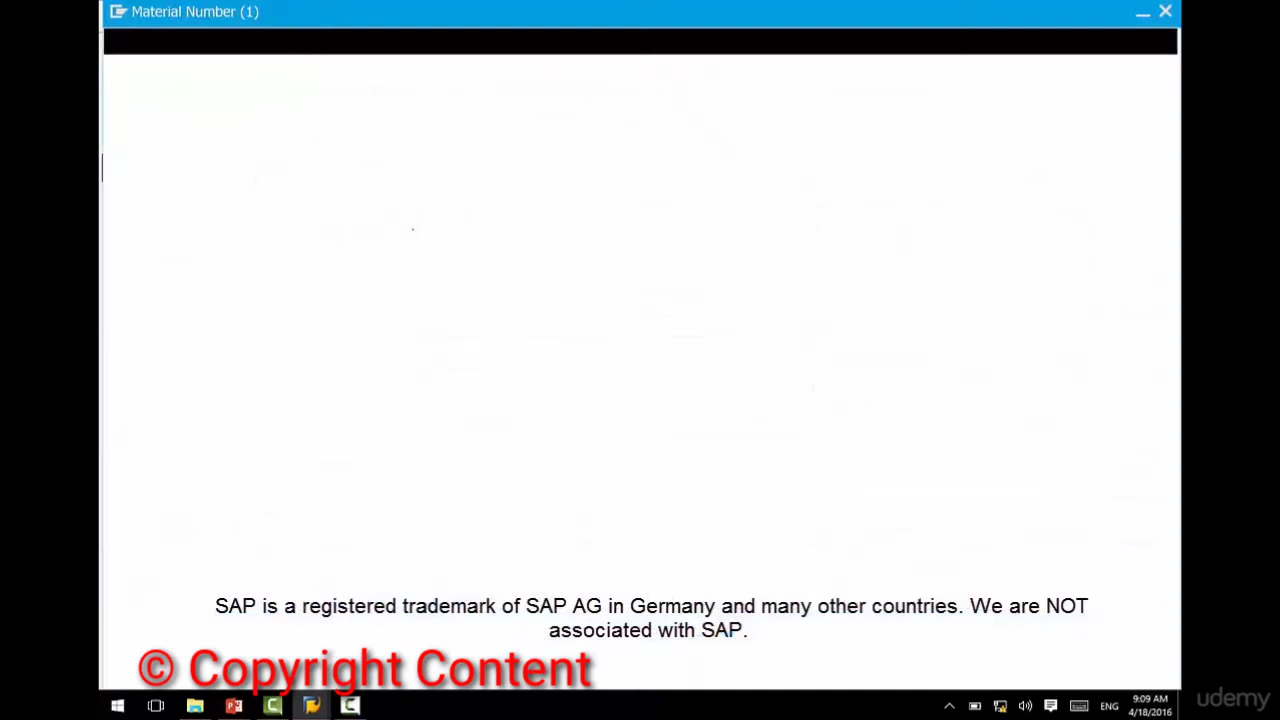 Material Number (1)
SAP is a registered trademark of SAP AG in Germany and many other countries. We are NOT
associated with SAP.
© Copyright Content
ENG
9:09 AM
4/18/2016
udemy